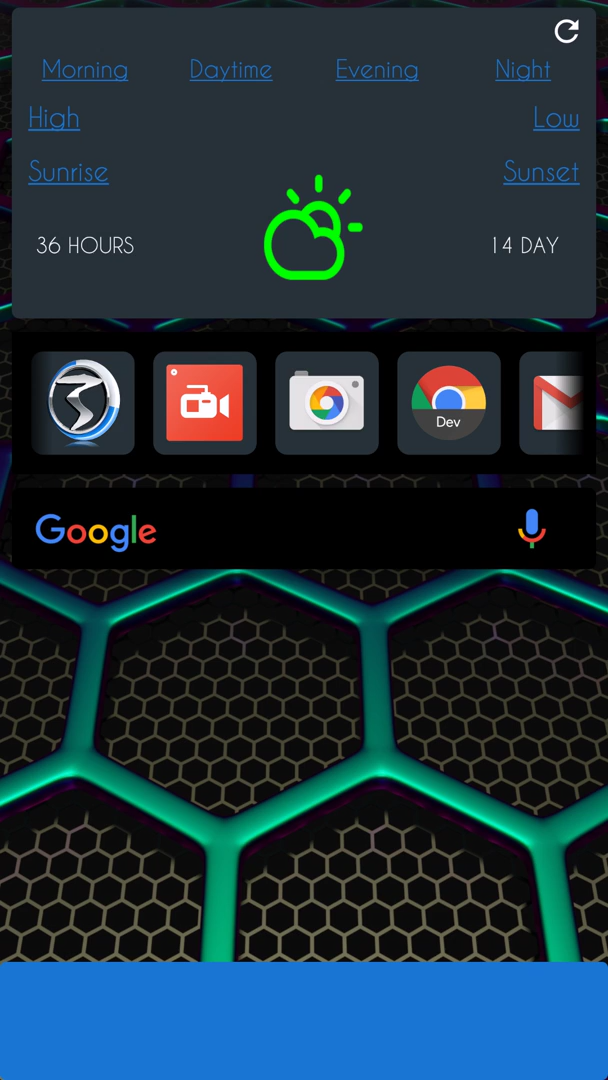 Morning Daytime Evening Night
High Low
Sunrise Sunset
36 HOURS 14 DAY
Dev
Google